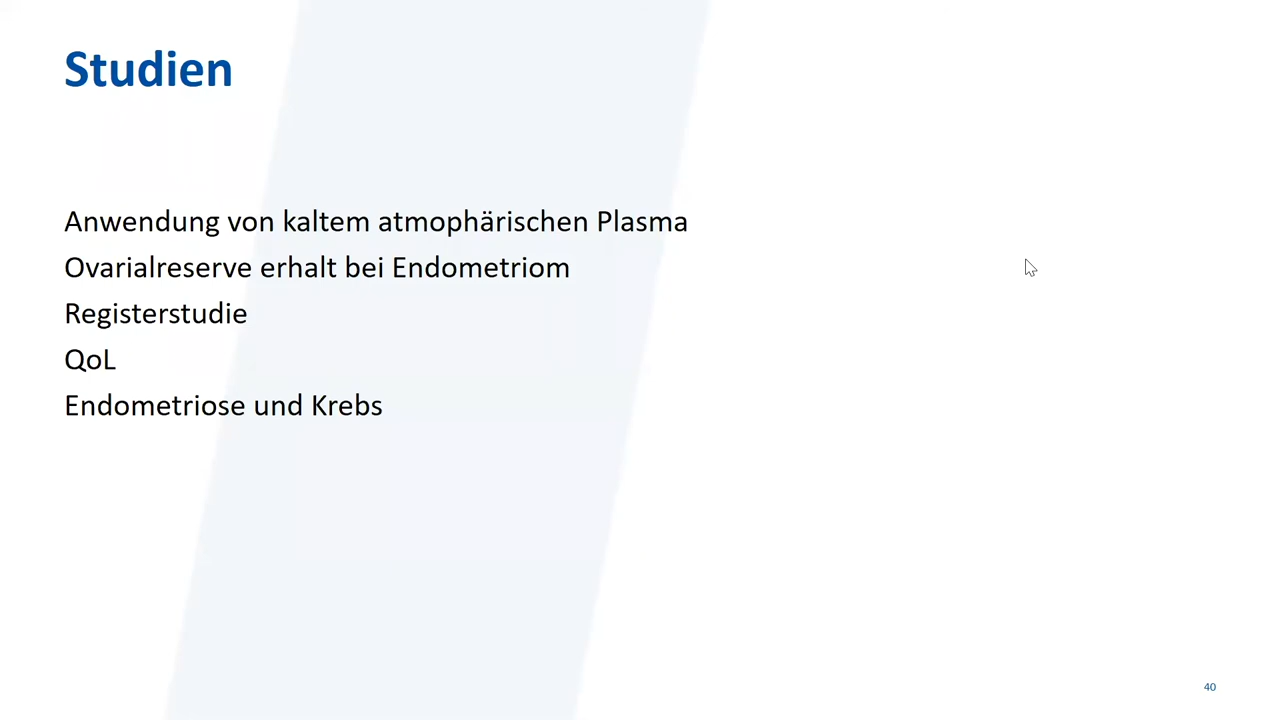 Studien
Anwendung von kaltem atmophärischen Plasma
Ovarialreserve erhalt bei Endometriom
Registerstudie
QoL
Endometriose und Krebs
40